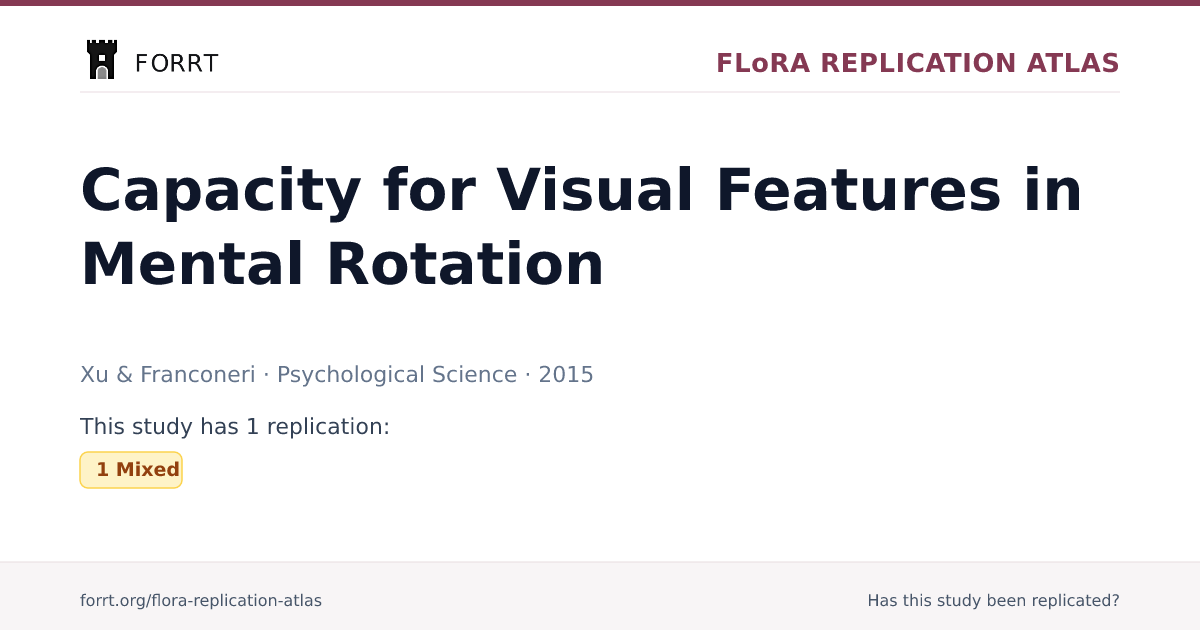 FORRT
FLoRA REPLICATION ATLAS
Capacity for Visual Features in
Mental Rotation
Xu & Franconeri · Psychological Science · 2015
This study has 1 replication:
1 Mixed
forrt.org/flora-replication-atlas
Has this study been replicated?